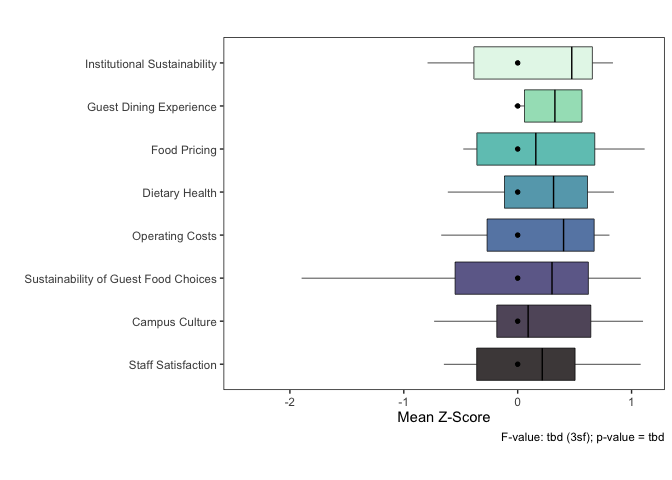 Institutional Sustainability
Guest Dining Experience
Food Pricing
Dietary Health
Operating Costs
Sustainability of Guest Food Choices
Campus Culture
Staff Satisfaction
-2 -1 0 1
Mean Z-Score
F-value: tbd (3sf); p-value = tbd